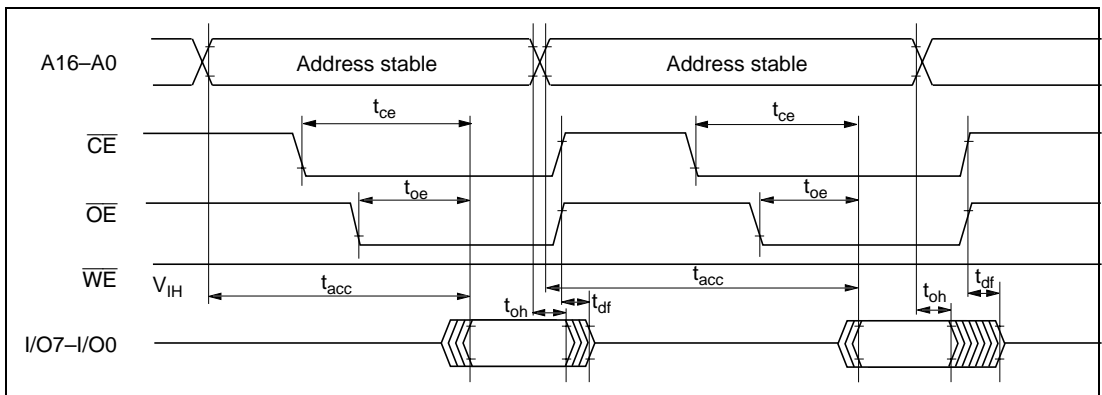 A16–A0
Address stable
Address stable
tce
tce
CE
toe
toe
OE
WE
VIH
tacc
tacc
toh
tdf
toh
tdf
I/O7–I/O0